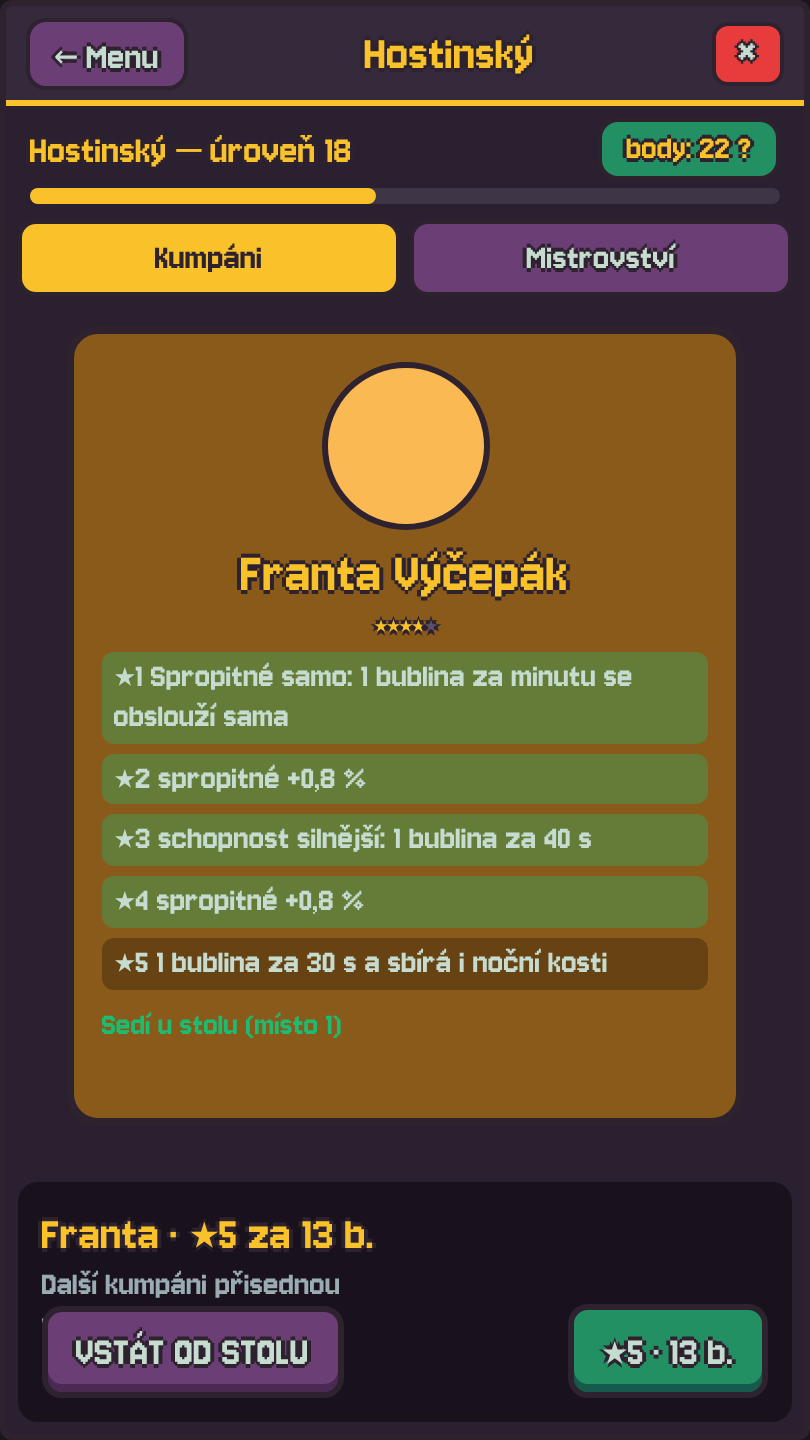 ← Menu
Hostinský
×
Hostinský — úroveň 18
body: 22 ?
Kumpáni
Mistrovství
Franta Výčepák
★★★★★
★1 Spropitné samo: 1 bublina za minutu se
obslouží sama
★2 spropitné +0,8 %
★3 schopnost silnější: 1 bublina za 40 s
★4 spropitné +0,8 %
★5 1 bublina za 30 s a sbírá i noční kosti
Sedí u stolu (místo 1)
Franta · ★5 za 13 b.
Další kumpáni přisednou
VSTÁT OD STOLU
★5 · 13 b.